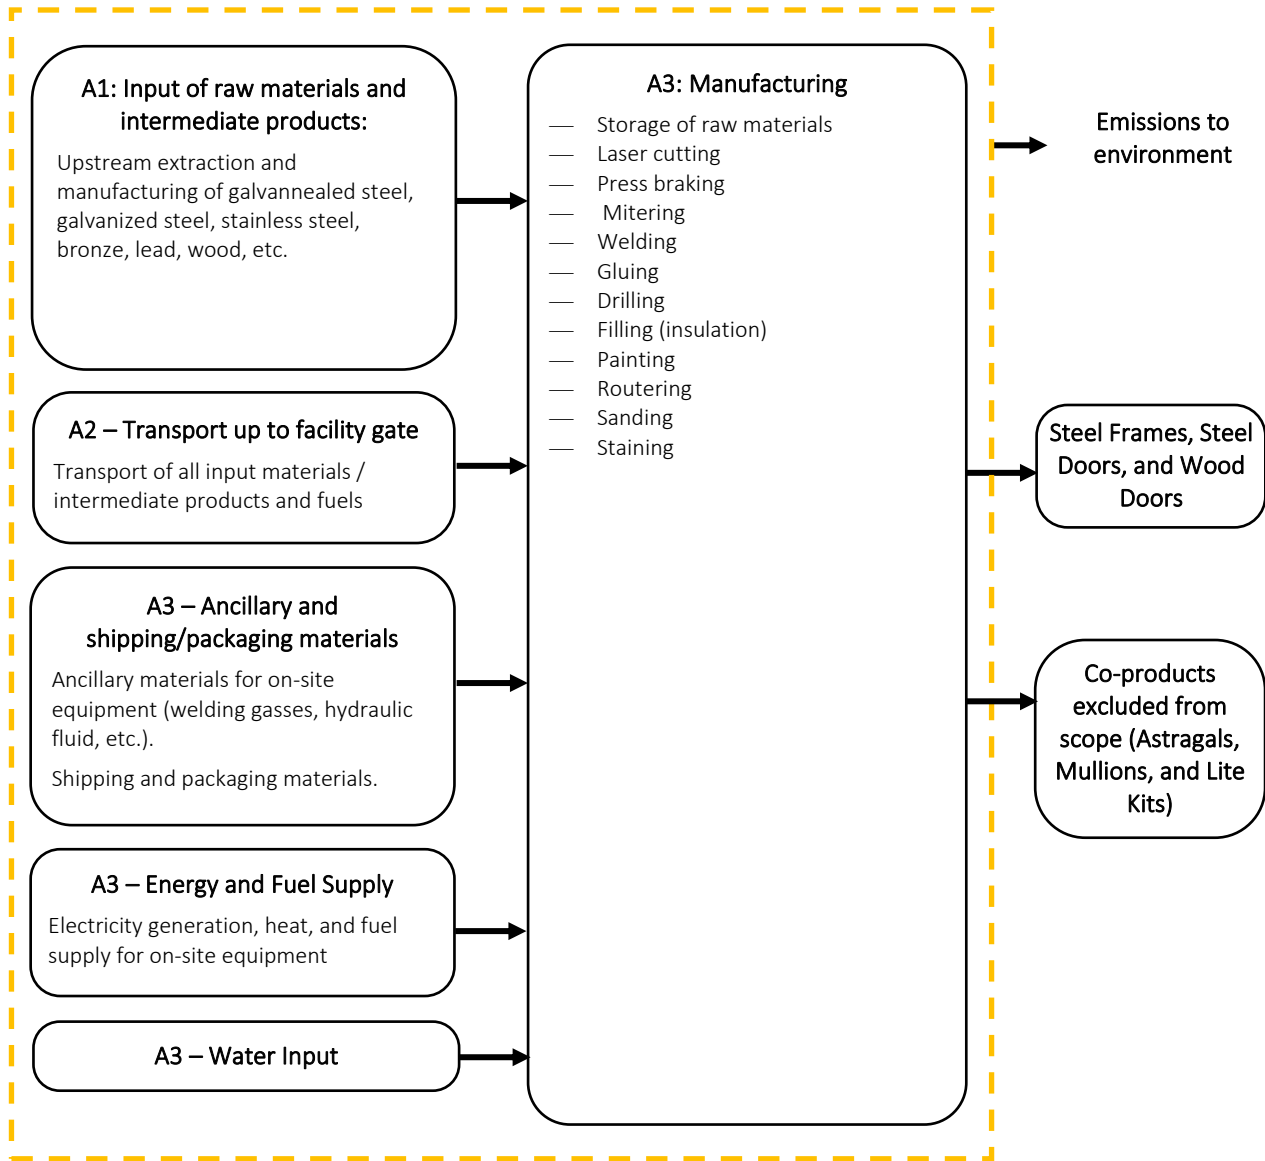 A1: Input of raw materials and
intermediate products:
Upstream extraction and
manufacturing of galvannealed steel,
galvanized steel, stainless steel,
bronze, lead, wood, etc.
A2 – Transport up to facility gate
Transport of all input materials /
intermediate products and fuels
A3 – Ancillary and
shipping/packaging materials
Ancillary materials for on-site
equipment (welding gasses, hydraulic
fluid, etc.).
Shipping and packaging materials.
A3 – Energy and Fuel Supply
Electricity generation, heat, and fuel
supply for on-site equipment
A3 – Water Input
A3: Manufacturing
— Storage of raw materials
— Laser cutting
— Press braking
— Mitering
— Welding
— Gluing
— Drilling
— Filling (insulation)
— Painting
— Routering
— Sanding
— Staining
Emissions to
environment
Steel Frames, Steel
Doors, and Wood
Doors
Co-products
excluded from
scope (Astragals,
Mullions, and Lite
Kits)